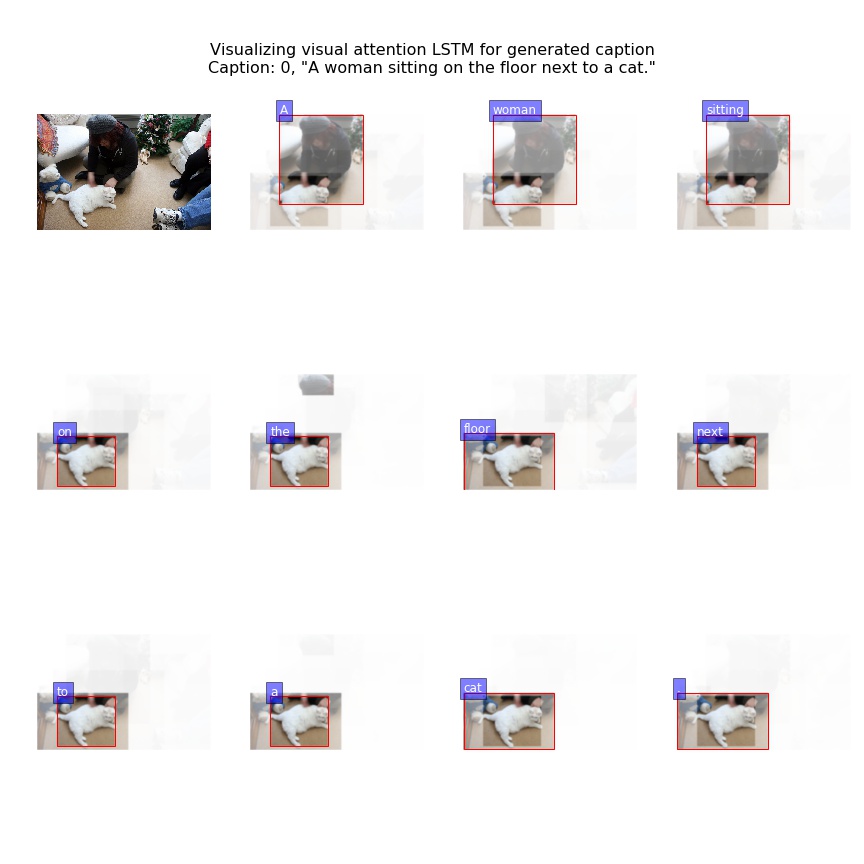 Visualizing visual attention LSTM for generated caption
Caption: 0, "A woman sitting on the floor next to a cat."
A
woman
sitting
on
the
floor
next
to
a
cat
.